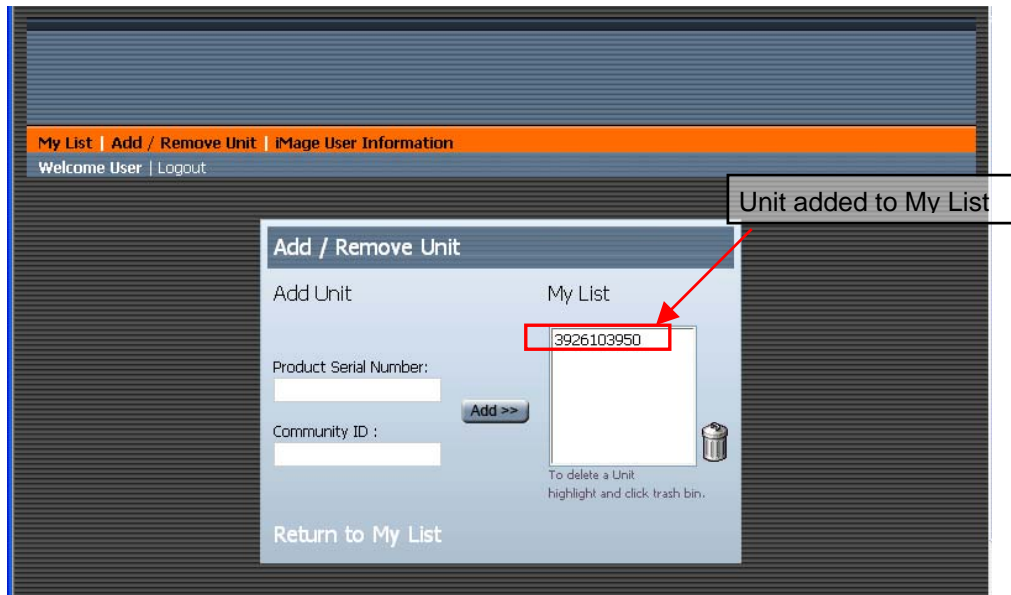 My List | Add / Remove Unit | iMage User Information
Welcome User | Logout
Unit added to My List
Add / Remove Unit
Add Unit
My List
3926103950
Product Serial Number:
Add >>
Community ID :
To delete a Unit
highlight and click trash bin.
Return to My List